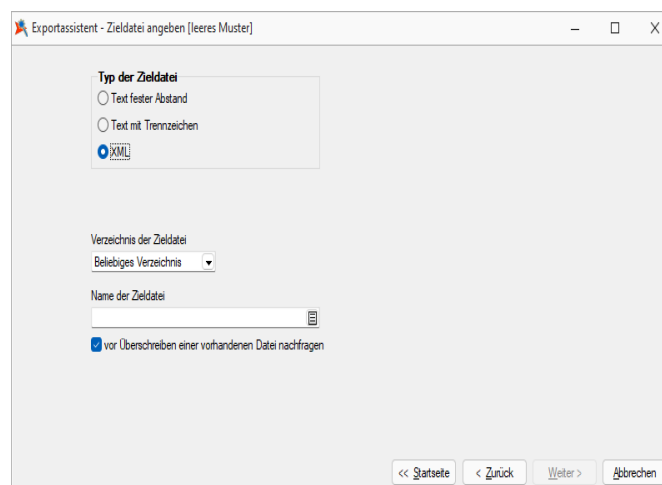 Exportassistent - Zieldatei angeben [leeres Muster]
Typ der Zieldatei
Text fester Abstand
Text mit Trennzeichen
XML
Verzeichnis der Zieldatei
Beliebiges Verzeichnis
Name der Zieldatei
vor Überschreiben einer vorhandenen Datei nachfragen
<< Startseite
< Zurück
Weiter >
Abbrechen